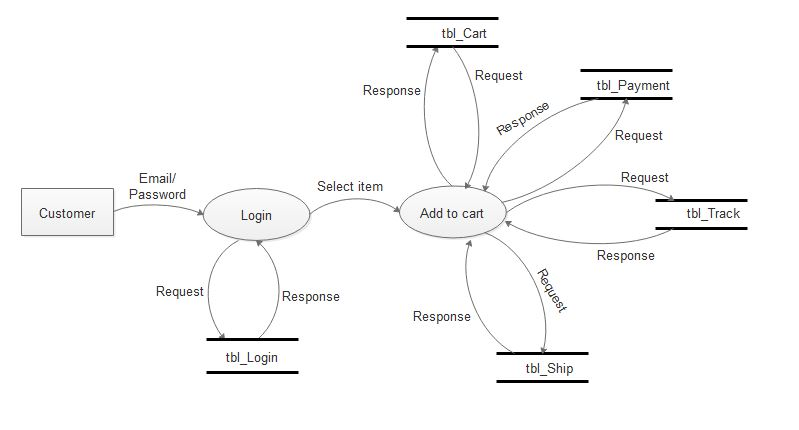 tbl_Cart
Response
Request
tbl_Payment
Response
Request
Email/
Password
Select item
Request
Customer
Login
Add to cart
tbl_Track
Response
Request
Response
Request
Response
tbl_Login
tbl_Ship